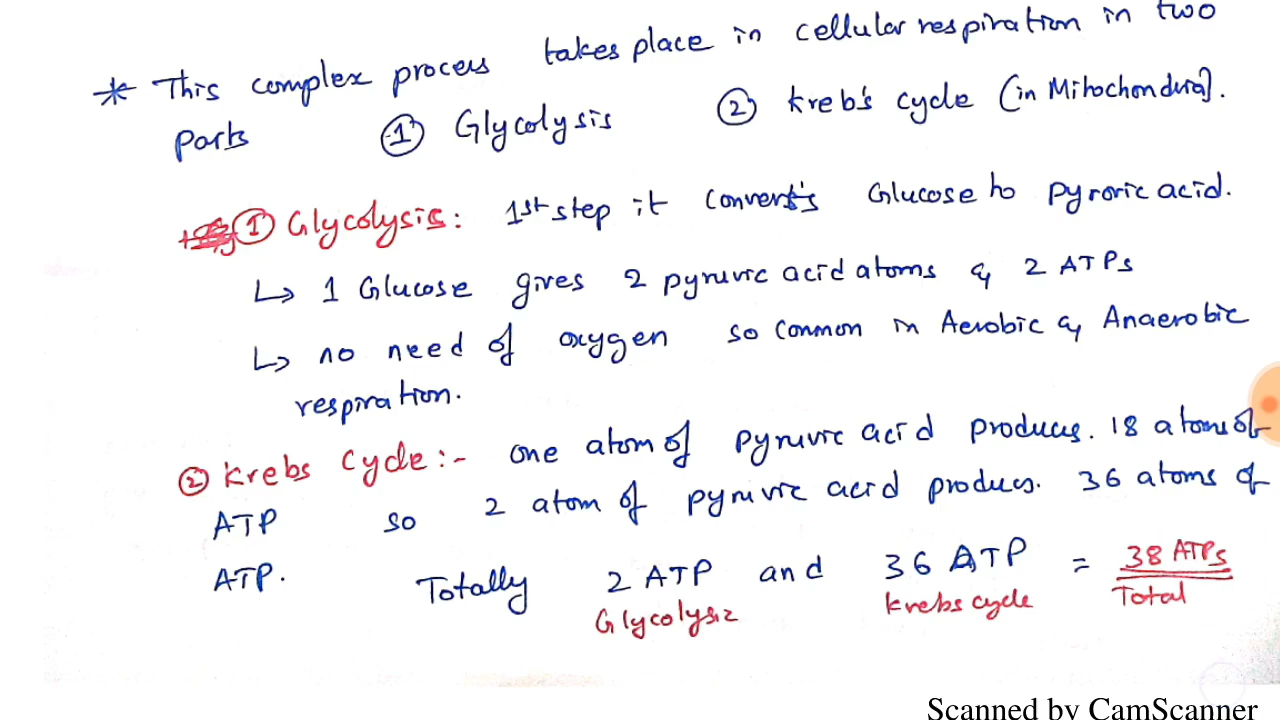 * This complex process takes place in cellular respiration in two
parts ① Glycolysis ② Kreb's cycle (in Mitochondria).
① Glycolysis: 1st step it converts Glucose to pyroric acid.
↳ 1 Glucose gives 2 pyruvic acid atoms & 2 ATPs
↳ no need of oxygen so common in Aerobic & Anaerobic
respiration.
② Krebs Cycle:- one atom of pyruvic acid produces. 18 atoms of
ATP so 2 atom of pyruvic acid produces. 36 atoms of
ATP. Totally 2 ATP and 36 ATP = 38 ATPs
Glycolysis Krebs cycle Total
Scanned by CamScanner